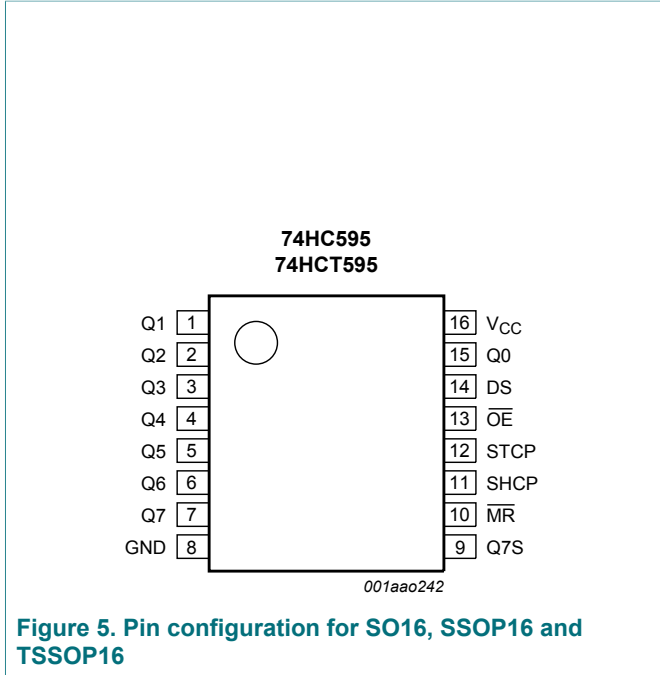 74HC595
74HCT595
Q1 1 16 VCC
Q2 2 15 Q0
Q3 3 14 DS
Q4 4 13 O̅E̅
Q5 5 12 STCP
Q6 6 11 SHCP
Q7 7 10 M̅R̅
GND 8 9 Q7S
001aao242
Figure 5. Pin configuration for SO16, SSOP16 and
TSSOP16